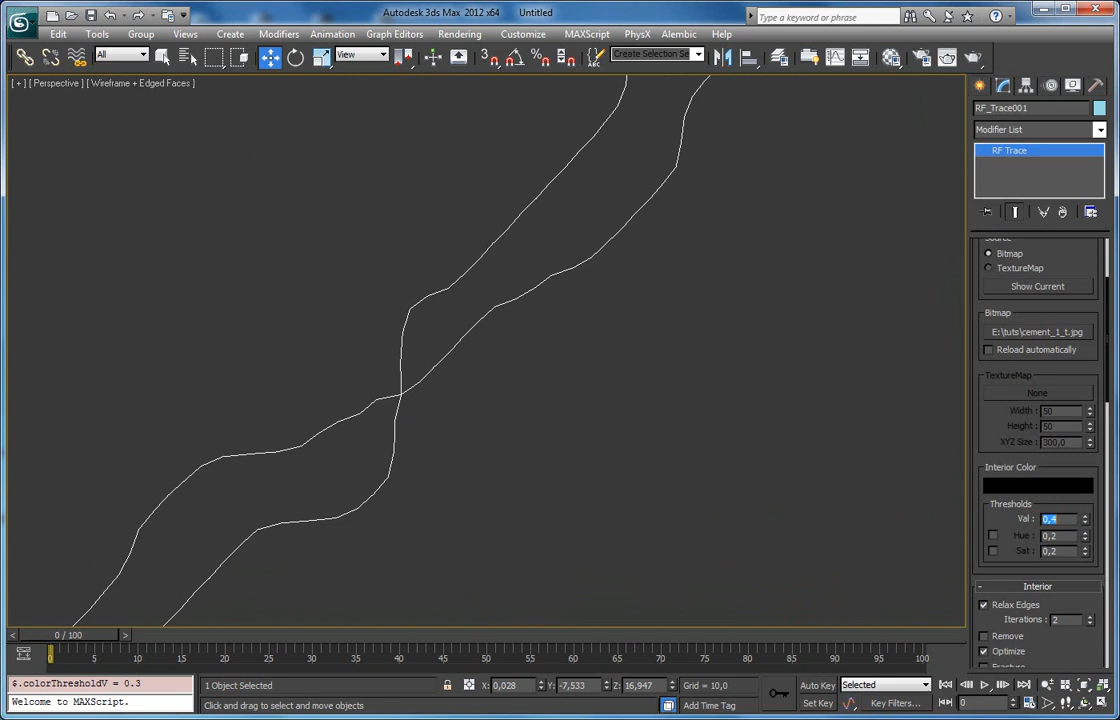 Autodesk 3ds Max 2012 x64 Untitled
Type a keyword or phrase
Edit Tools Group Views Create Modifiers Animation Graph Editors Rendering Customize MAXScript PhysX Alembic Help
All View Create Selection Se
[ + ] [ Perspective ] [ Wireframe + Edged Faces ]
RF_Trace001
Modifier List
RF Trace
Source
Bitmap
TextureMap
Show Current
Bitmap
E:\tuts\cement_1_t.jpg
Reload automatically
TextureMap
None
Width: 50
Height: 50
XYZ Size: 300,0
Interior Color
Thresholds
Val : 0,4
Hue : 0,2
Sat : 0,2
Interior
Relax Edges
Iterations : 2
Remove
Optimize
Fracture
< 0 / 100 >
0 5 10 15 20 25 30 35 40 45 50 55 60 65 70 75 80 85 90 95 100
$.colorThresholdV = 0.3
Welcome to MAXScript.
1 Object Selected
X: 0,028 Y: -7,533 Z: 16,947 Grid = 10,0
Click and drag to select and move objects
Add Time Tag
Auto Key Selected
Set Key Key Filters...
0